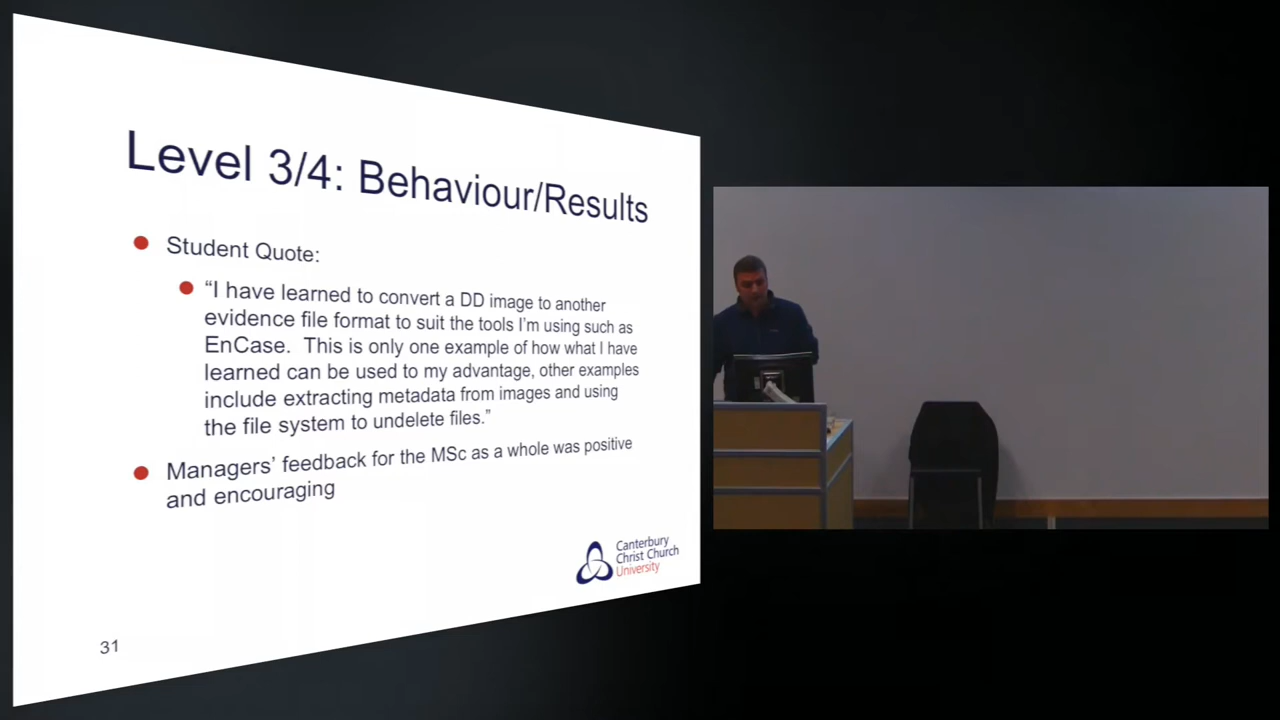 Level 3/4: Behaviour/Results
Student Quote:
“I have learned to convert a DD image to another
evidence file format to suit the tools I’m using such as
EnCase. This is only one example of how what I have
learned can be used to my advantage, other examples
include extracting metadata from images and using
the file system to undelete files.”
Managers’ feedback for the MSc as a whole was positive
and encouraging
Canterbury
Christ Church
University
31